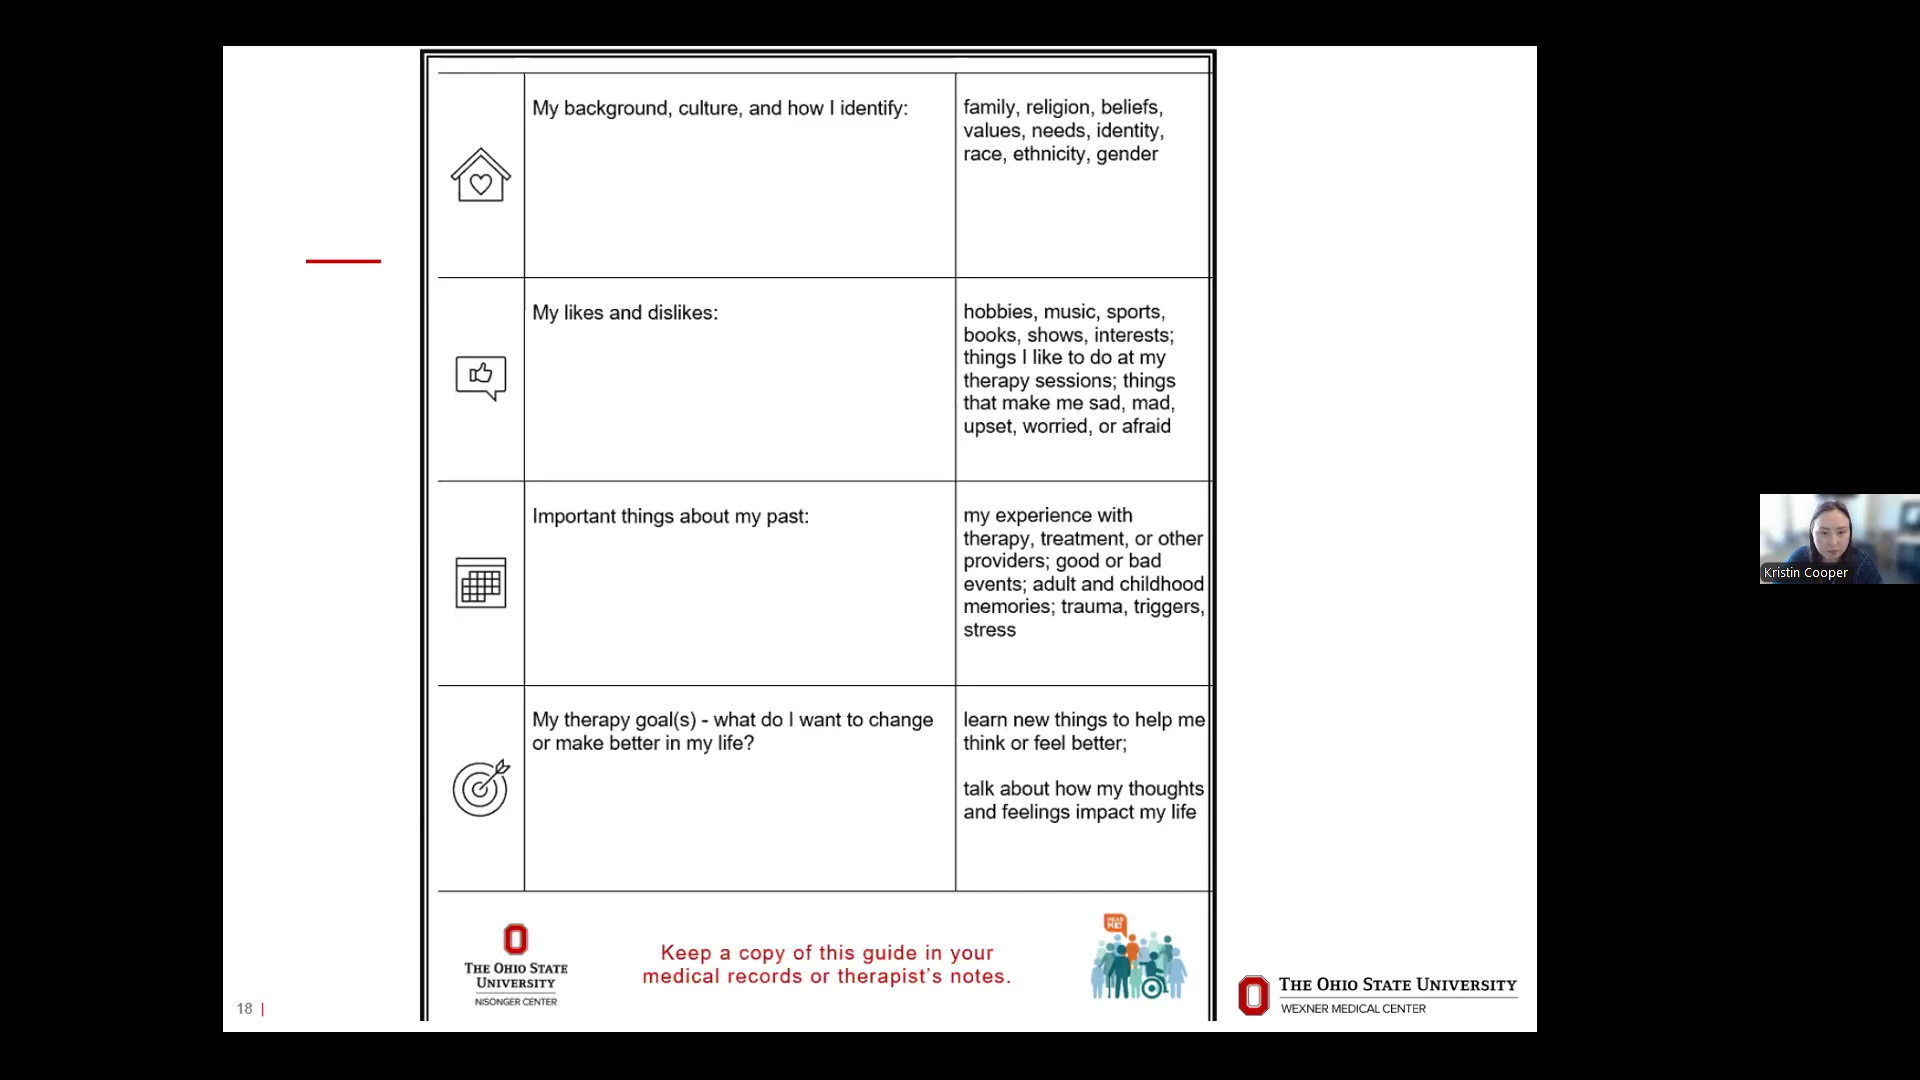 My background, culture, and how I identify:
family, religion, beliefs,
values, needs, identity,
race, ethnicity, gender
My likes and dislikes:
hobbies, music, sports,
books, shows, interests;
things I like to do at my
therapy sessions; things
that make me sad, mad,
upset, worried, or afraid
Important things about my past:
my experience with
therapy, treatment, or other
providers; good or bad
events; adult and childhood
memories; trauma, triggers,
stress
My therapy goal(s) - what do I want to change
or make better in my life?
learn new things to help me
think or feel better;
talk about how my thoughts
and feelings impact my life
THE OHIO STATE
UNIVERSITY
NISONGER CENTER
Keep a copy of this guide in your
medical records or therapist's notes.
HEAR
ME!
18 |
THE OHIO STATE UNIVERSITY
WEXNER MEDICAL CENTER
Kristin Cooper